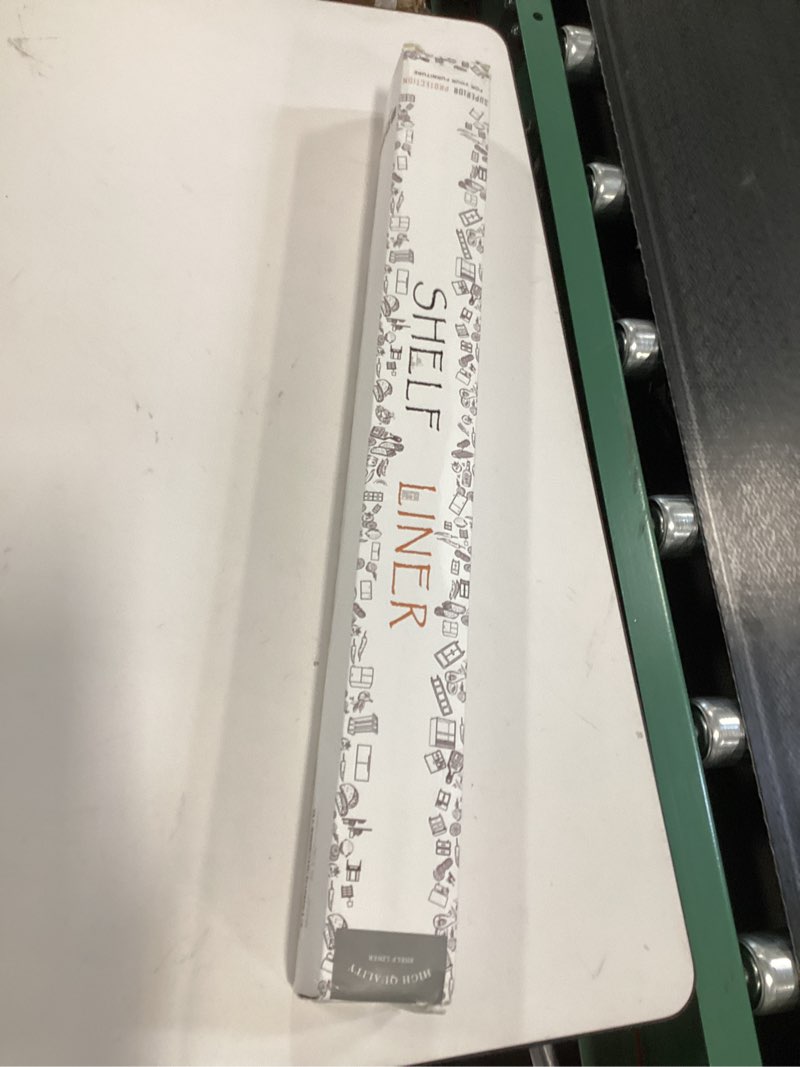 SUPERIOR PROTECTION
FOR YOUR FURNITURE
SHELF LINER
HIGH QUALITY
SHELF LINER